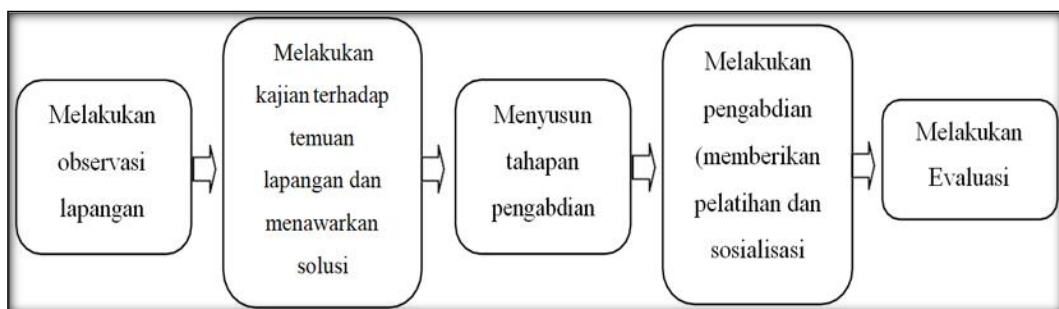 Melakukan
observasi
lapangan
Melakukan
kajian terhadap
temuan
lapangan dan
menawarkan
solusi
Menyusun
tahapan
pengabdian
Melakukan
pengabdian
(memberikan
pelatihan dan
sosialisasi
Melakukan
Evaluasi